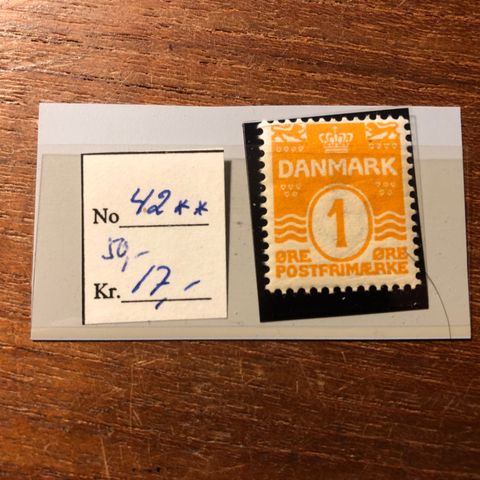 No 42 **
50,-
Kr. 17,-
DANMARK
1
ØRE ØRE
POSTFRIMÆRKE